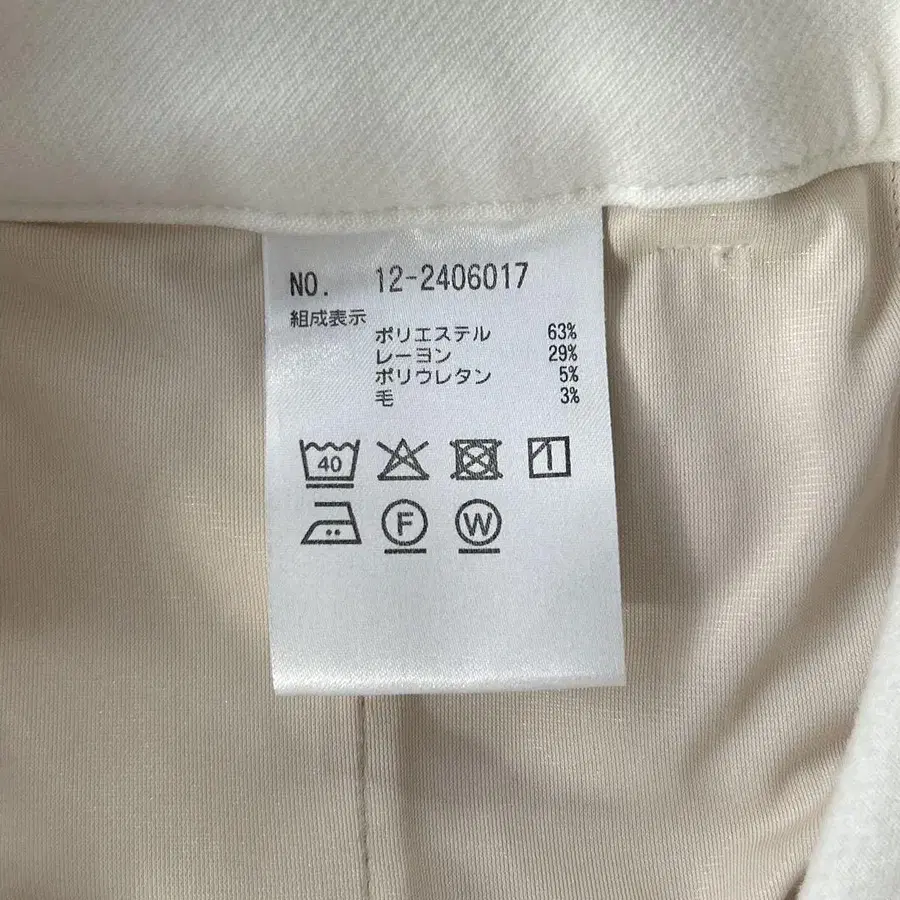 NO. 12-2406017
組成表示
ポリエステル 63%
レーヨン 29%
ポリウレタン 5%
毛 3%
40
F W